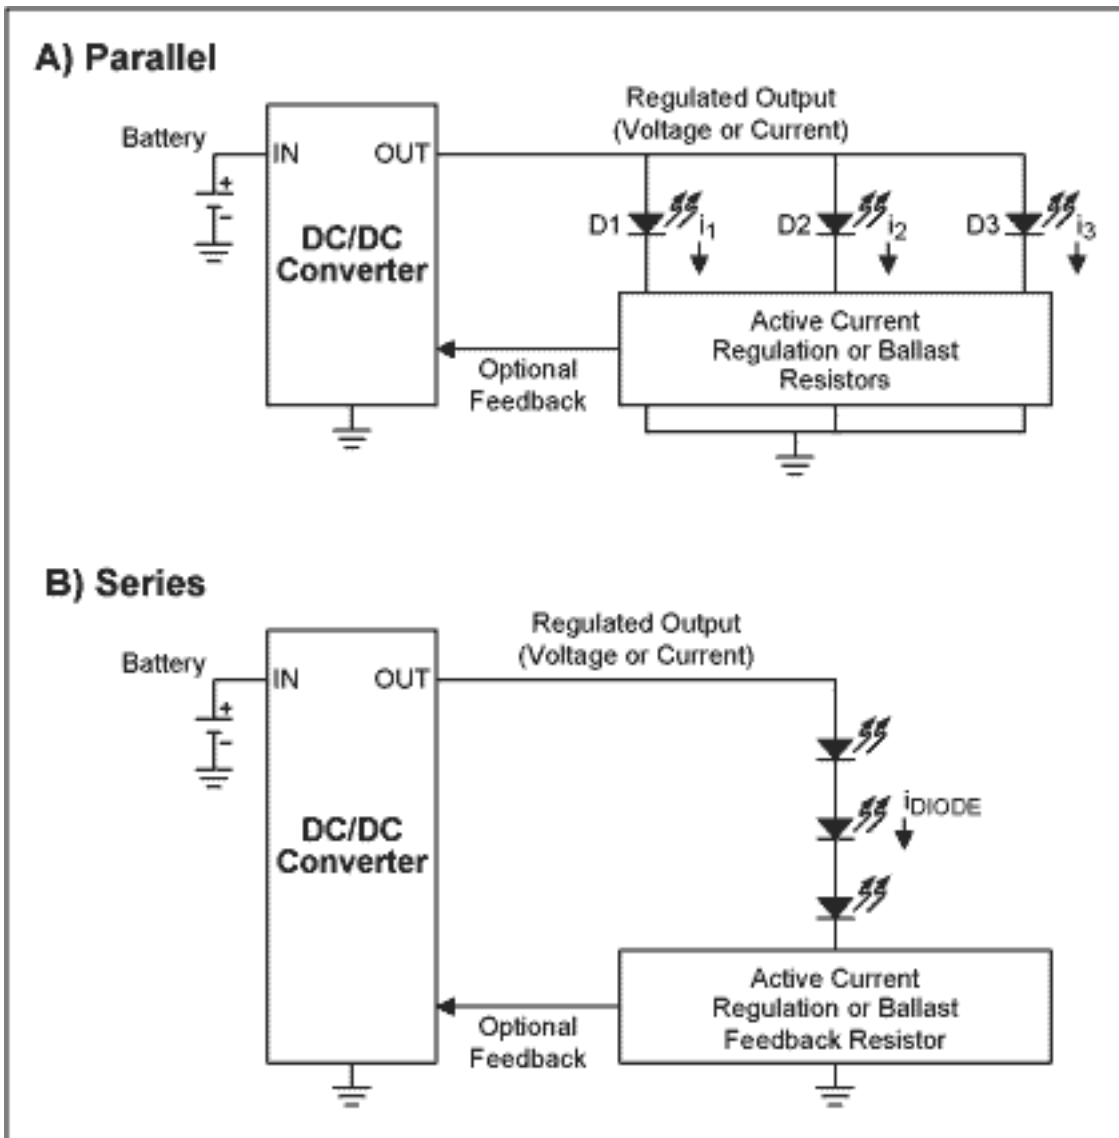 A) Parallel
Regulated Output
(Voltage or Current)
Battery
IN
OUT
+
-
DC/DC
Converter
D1
i1
D2
i2
D3
i3
Active Current
Regulation or Ballast
Resistors
Optional
Feedback
B) Series
Regulated Output
(Voltage or Current)
Battery
IN
OUT
+
-
DC/DC
Converter
iDIODE
Active Current
Regulation or Ballast
Feedback Resistor
Optional
Feedback